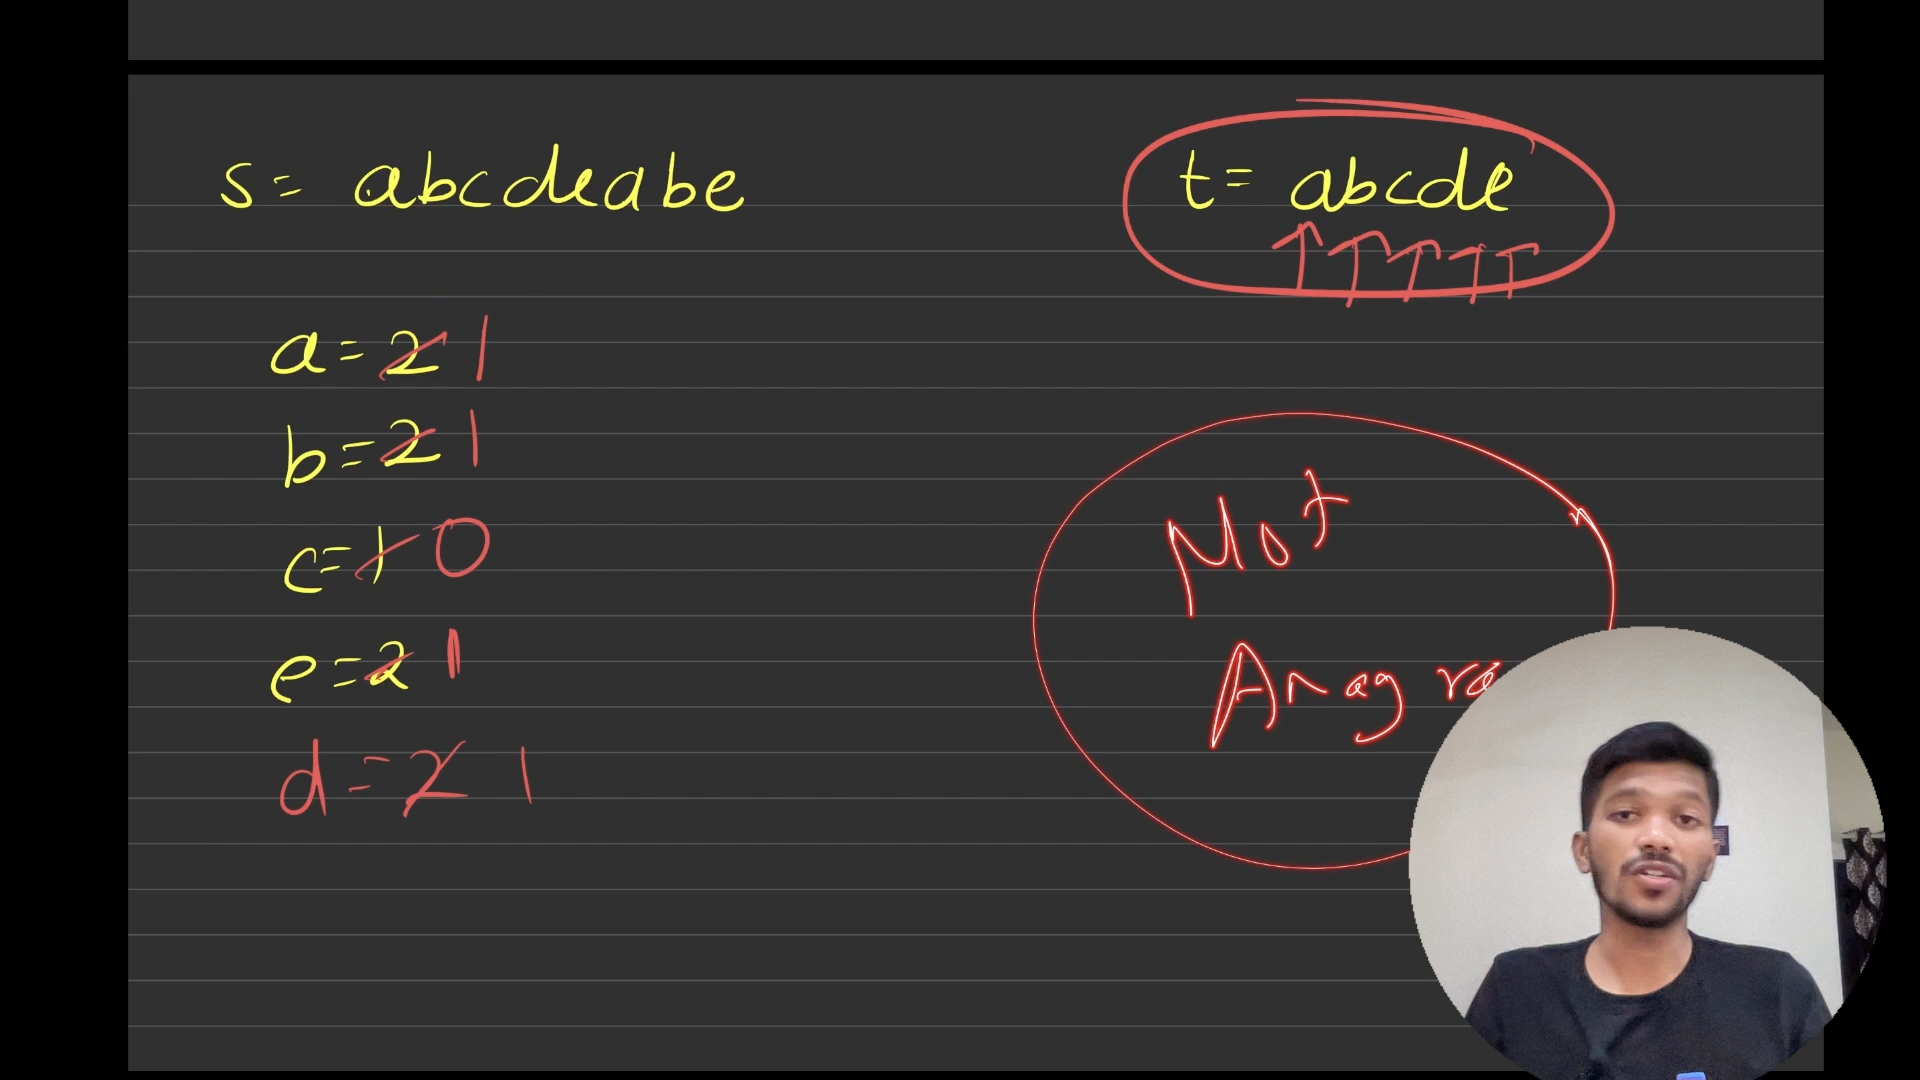 s= abcdeabe
t= abcde
a=2 1
b=2 1
c=1 0
e=2 1
d=2 1
Not
Anagra